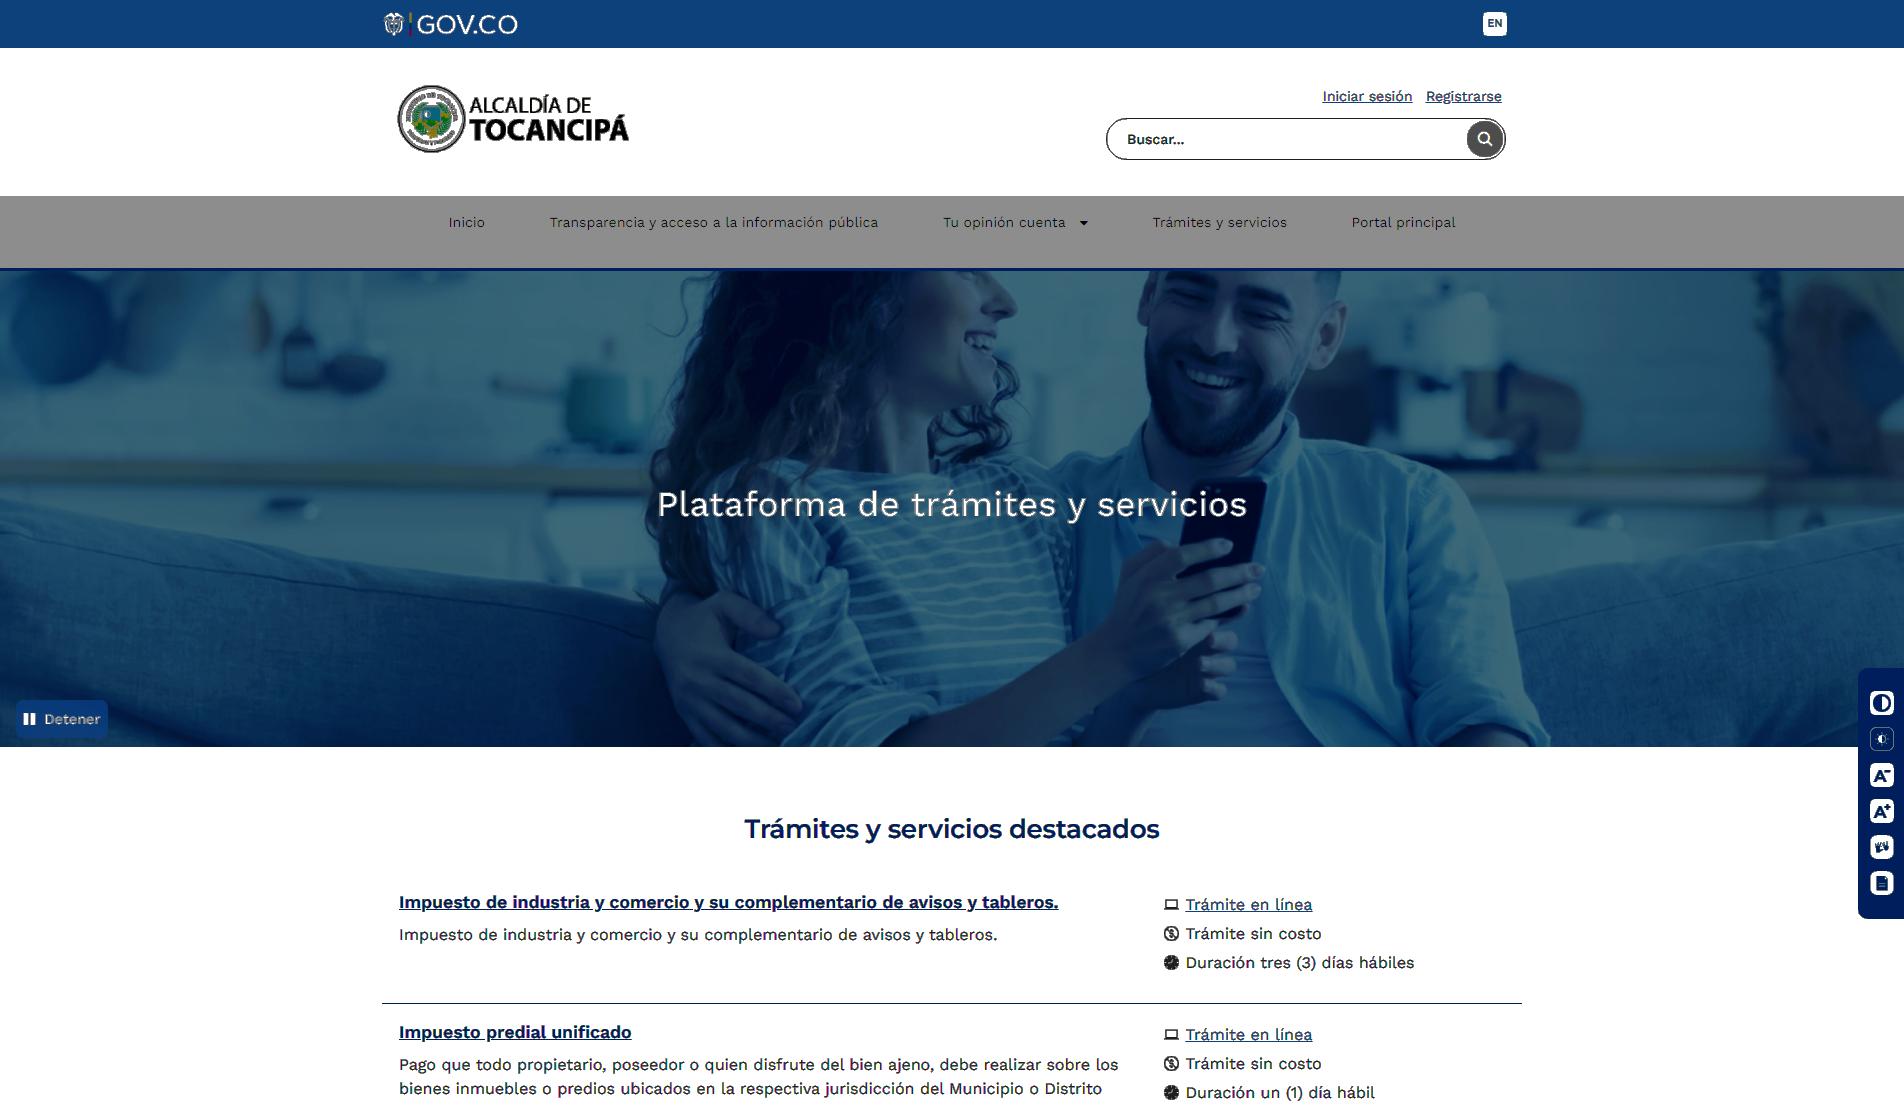 GOV.CO
EN
ALCALDÍA DE
TOCANCIPÁ
Iniciar sesión Registrarse
Buscar...
Inicio Transparencia y acceso a la información pública Tu opinión cuenta Trámites y servicios Portal principal
Plataforma de trámites y servicios
Detener
A-
A+
Trámites y servicios destacados
Impuesto de industria y comercio y su complementario de avisos y tableros.
Impuesto de industria y comercio y su complementario de avisos y tableros.
Trámite en línea
Trámite sin costo
Duración tres (3) días hábiles
Impuesto predial unificado
Pago que todo propietario, poseedor o quien disfrute del bien ajeno, debe realizar sobre los
bienes inmuebles o predios ubicados en la respectiva jurisdicción del Municipio o Distrito
Trámite en línea
Trámite sin costo
Duración un (1) día hábil